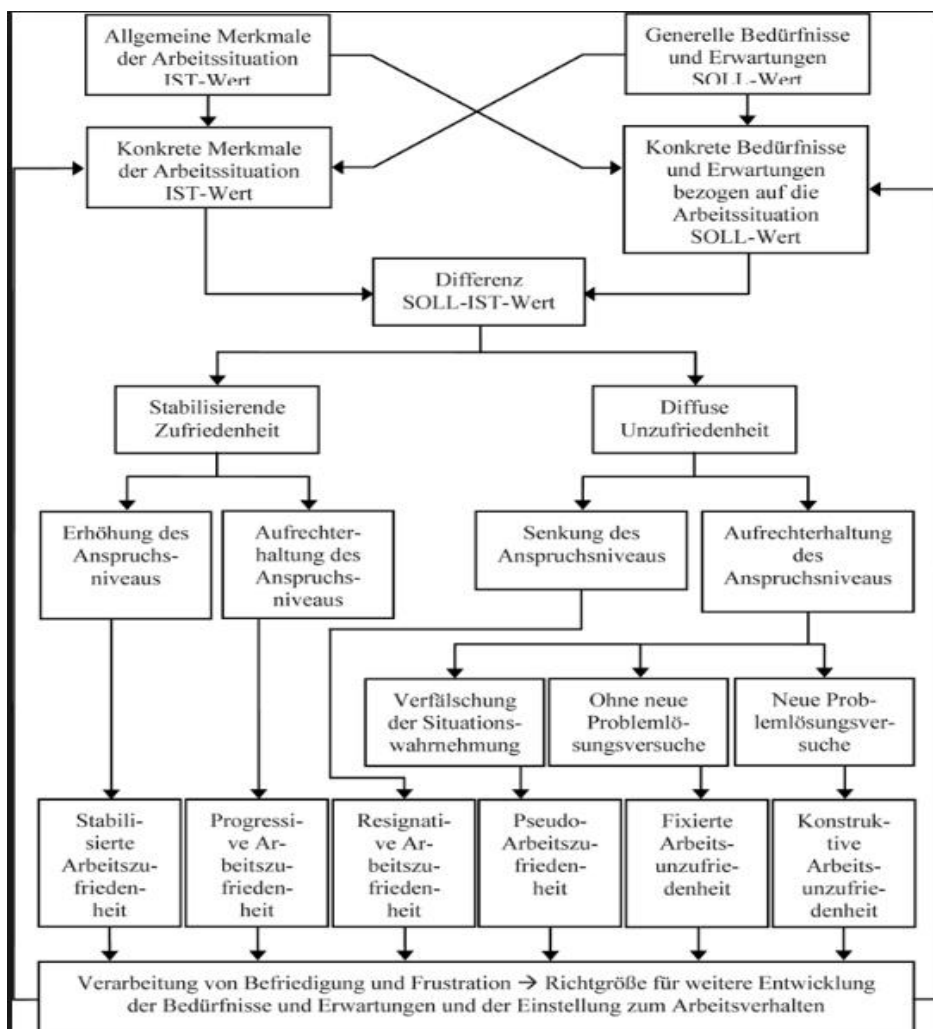 Allgemeine Merkmale
der Arbeitssituation
IST-Wert
Generelle Bedürfnisse
und Erwartungen
SOLL-Wert
Konkrete Merkmale
der Arbeitssituation
IST-Wert
Konkrete Bedürfnisse
und Erwartungen
bezogen auf die
Arbeitssituation
SOLL-Wert
Differenz
SOLL-IST-Wert
Stabilisierende
Zufriedenheit
Diffuse
Unzufriedenheit
Erhöhung des
Anspruchs-
niveaus
Aufrechterhal-
tung des
Anspruchs-
niveaus
Senkung des
Anspruchsniveaus
Aufrechterhaltung
des
Anspruchsniveaus
Verfälschung
der Situations-
wahrnehmung
Ohne neue
Problemlö-
sungsversuche
Neue Prob-
lemlösungsver-
suche
Stabili-
sierte
Arbeitszu-
frieden-
heit
Progressi-
ve Ar-
beitszu-
frieden-
heit
Resignati-
ve Ar-
beitszu-
frieden-
heit
Pseudo-
Arbeitszu-
frieden-
heit
Fixierte
Arbeits-
unzufrie-
denheit
Konstruk-
tive
Arbeits-
unzufrie-
denheit
Verarbeitung von Befriedigung und Frustration → Richtgröße für weitere Entwicklung
der Bedürfnisse und Erwartungen und der Einstellung zum Arbeitsverhalten